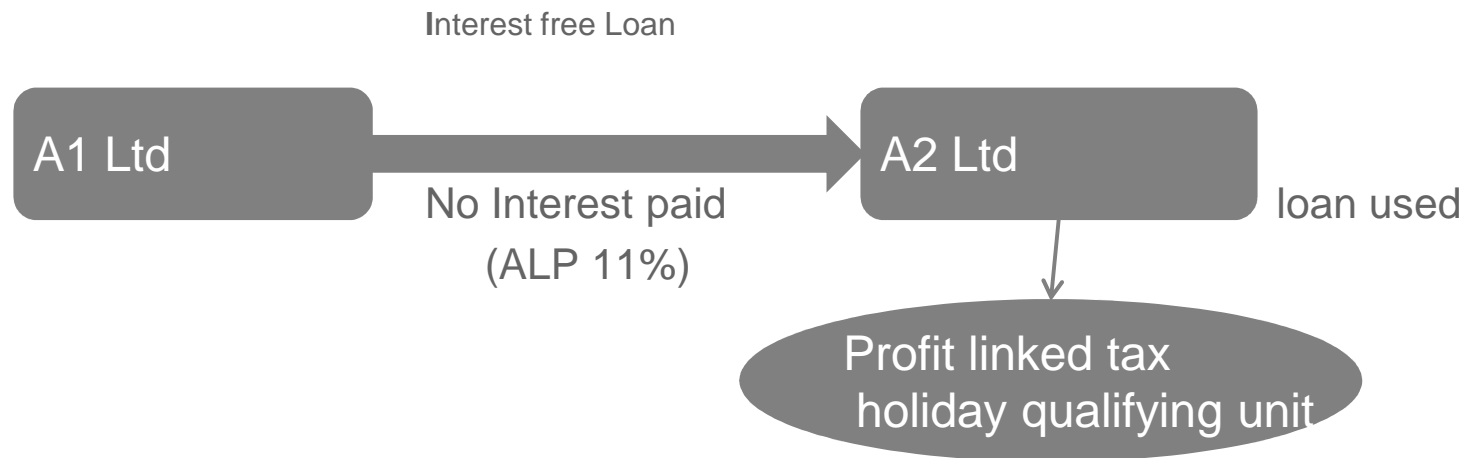 Interest free Loan
A1 Ltd
A2 Ltd
No Interest paid
(ALP 11%)
loan used
Profit linked tax
holiday qualifying unit